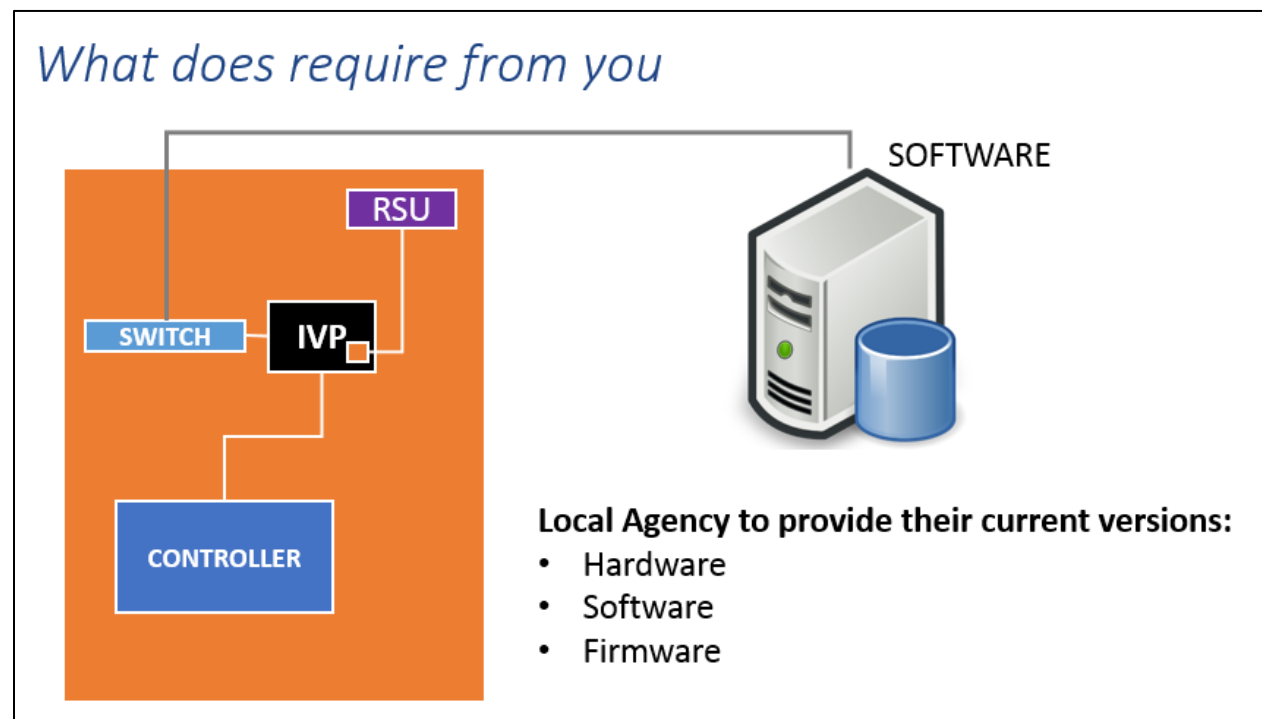 What does require from you
SOFTWARE
RSU
SWITCH
IVP
CONTROLLER
Local Agency to provide their current versions:
• Hardware
• Software
• Firmware